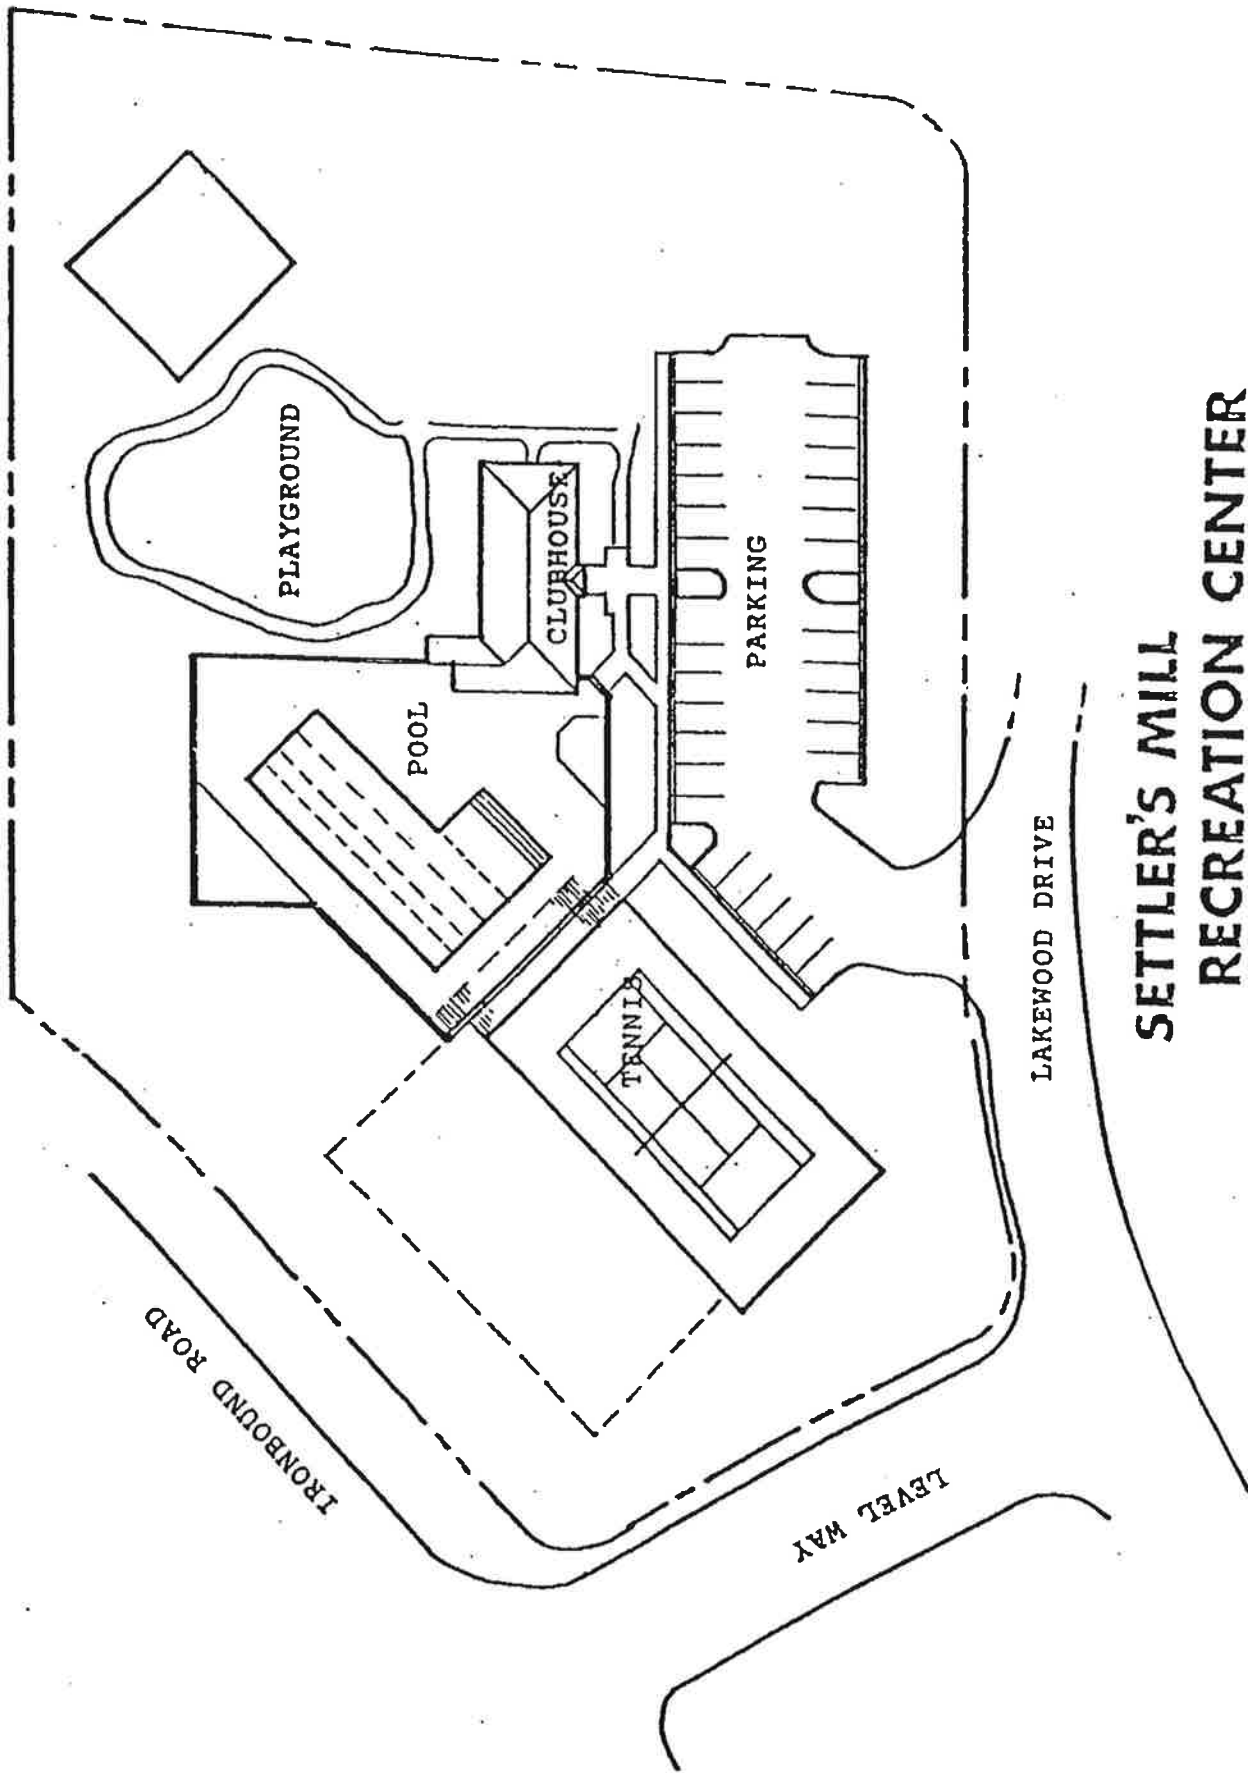 PLAYGROUND
CLUBHOUSE
POOL
PARKING
TENNIS
IRONBOUND ROAD
LEVEL WAY
LAKEWOOD DRIVE
SETTLER'S MILL
RECREATION CENTER